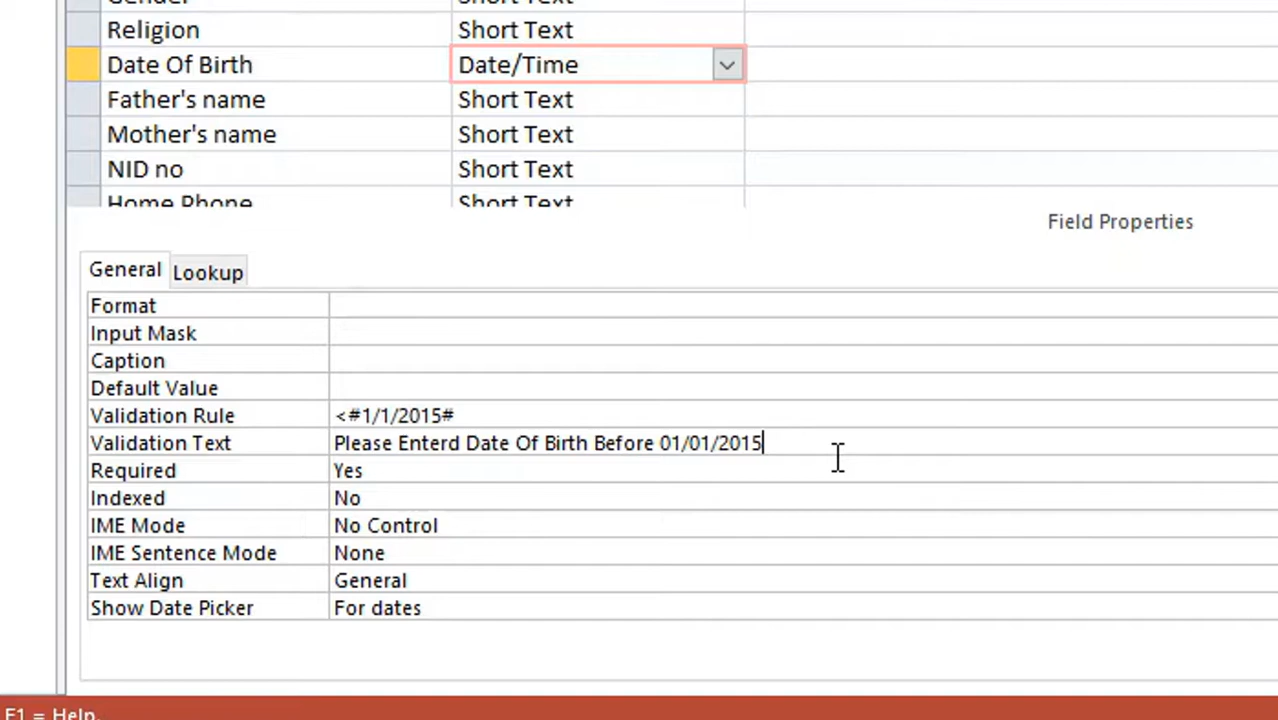 Gender
Religion Short Text
Date Of Birth Date/Time
Father's name Short Text
Mother's name Short Text
NID no Short Text
Home Phone Short Text
Field Properties
General Lookup
Format
Input Mask
Caption
Default Value
Validation Rule <#1/1/2015#
Validation Text Please Enterd Date Of Birth Before 01/01/2015
Required Yes
Indexed No
IME Mode No Control
IME Sentence Mode None
Text Align General
Show Date Picker For dates
F1 = Help.